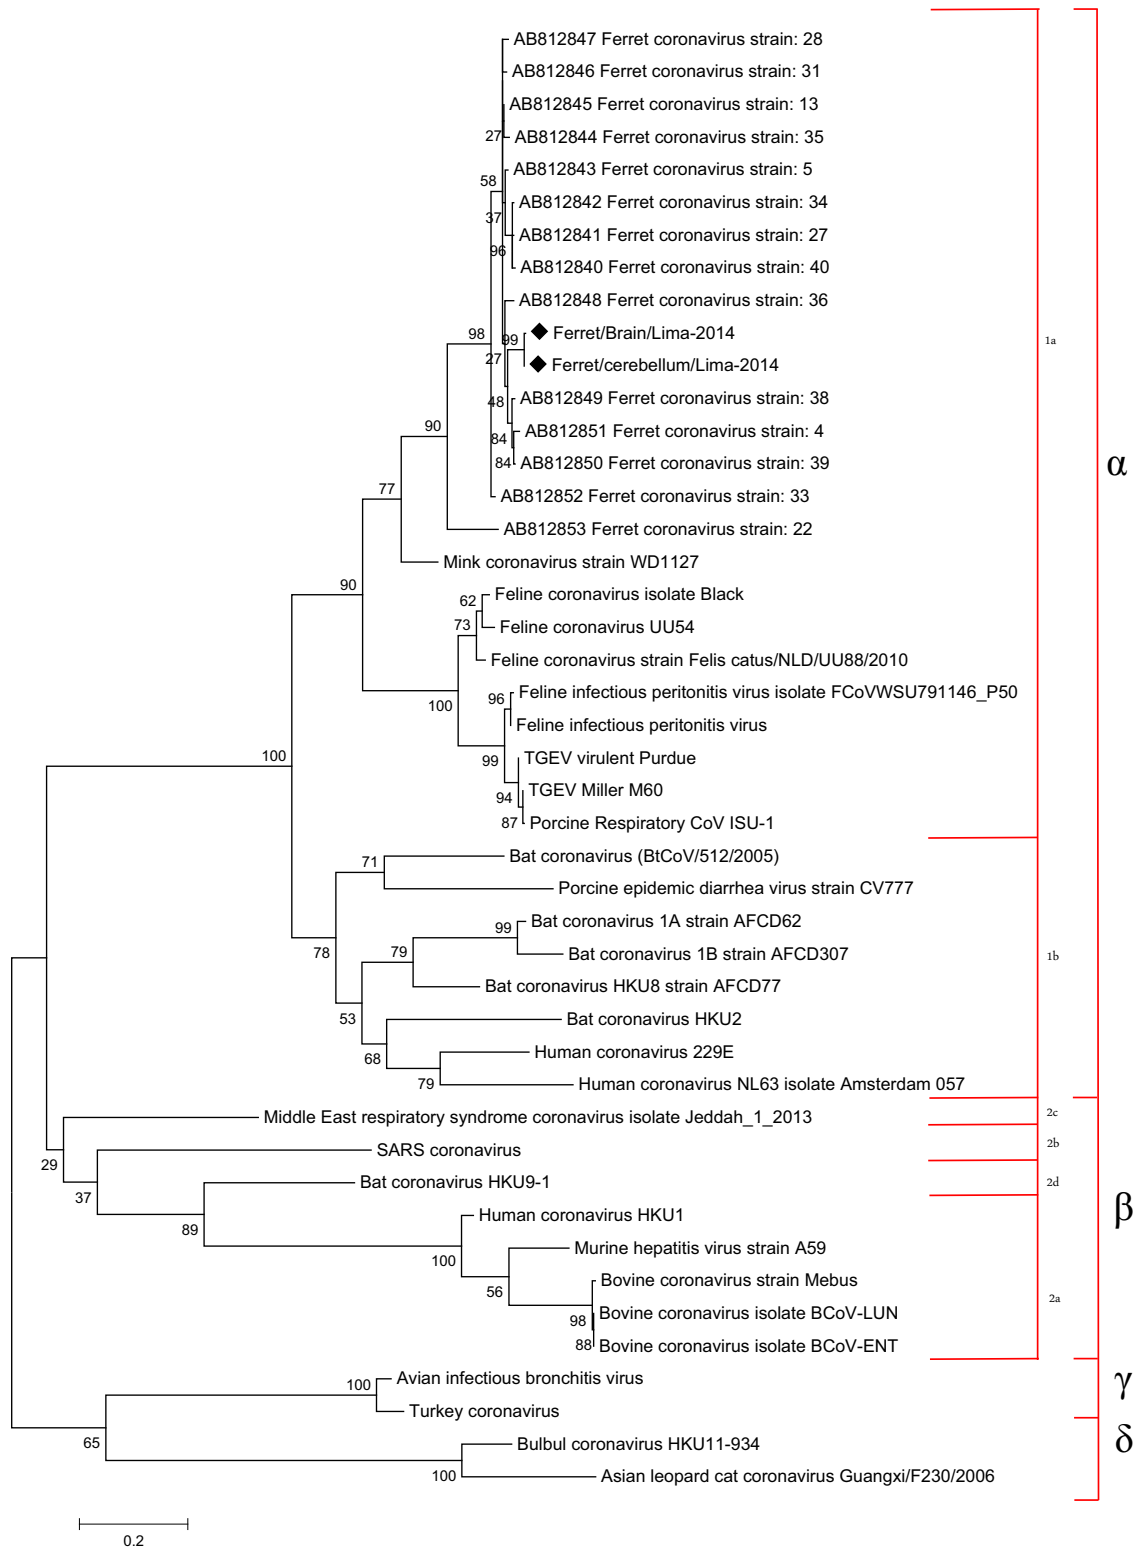 AB812847 Ferret coronavirus strain: 28
AB812846 Ferret coronavirus strain: 31
AB812845 Ferret coronavirus strain: 13
27
AB812844 Ferret coronavirus strain: 35
AB812843 Ferret coronavirus strain: 5
58
AB812842 Ferret coronavirus strain: 34
37
AB812841 Ferret coronavirus strain: 27
96
AB812840 Ferret coronavirus strain: 40
AB812848 Ferret coronavirus strain: 36
98
99
Ferret/Brain/Lima-2014
1a
27
Ferret/cerebellum/Lima-2014
AB812849 Ferret coronavirus strain: 38
48
90
AB812851 Ferret coronavirus strain: 4
84
84
AB812850 Ferret coronavirus strain: 39
α
77
AB812852 Ferret coronavirus strain: 33
AB812853 Ferret coronavirus strain: 22
Mink coronavirus strain WD1127
90
Feline coronavirus isolate Black
62
73
Feline coronavirus UU54
Feline coronavirus strain Felis catus/NLD/UU88/2010
100
96
Feline infectious peritonitis virus isolate FCoVWSU791146_P50
Feline infectious peritonitis virus
100
99
TGEV virulent Purdue
94
TGEV Miller M60
87
Porcine Respiratory CoV ISU-1
71
Bat coronavirus (BtCoV/512/2005)
Porcine epidemic diarrhea virus strain CV777
99
Bat coronavirus 1A strain AFCD62
78
79
Bat coronavirus 1B strain AFCD307
1b
Bat coronavirus HKU8 strain AFCD77
53
Bat coronavirus HKU2
68
Human coronavirus 229E
79
Human coronavirus NL63 isolate Amsterdam 057
Middle East respiratory syndrome coronavirus isolate Jeddah_1_2013
2c
29
SARS coronavirus
2b
37
Bat coronavirus HKU9-1
2d
89
Human coronavirus HKU1
β
100
Murine hepatitis virus strain A59
56
Bovine coronavirus strain Mebus
2a
98
Bovine coronavirus isolate BCoV-LUN
88
Bovine coronavirus isolate BCoV-ENT
100
Avian infectious bronchitis virus
γ
Turkey coronavirus
65
Bulbul coronavirus HKU11-934
δ
100
Asian leopard cat coronavirus Guangxi/F230/2006
0.2